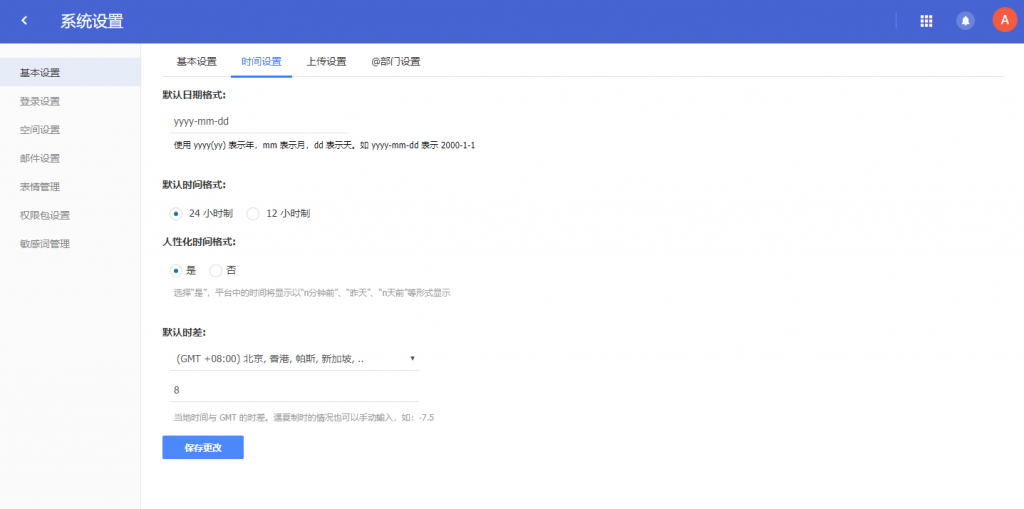 系统设置
A
基本设置
登录设置
空间设置
邮件设置
表情管理
权限包设置
敏感词管理
基本设置 时间设置 上传设置 @部门设置
默认日期格式:
yyyy-mm-dd
使用 yyyy(yy) 表示年，mm 表示月，dd 表示天。如 yyyy-mm-dd 表示 2000-1-1
默认时间格式:
24 小时制 12 小时制
人性化时间格式:
是 否
选择“是”，平台中的时间将显示以“n分钟前”、“昨天”、“n天前”等形式显示
默认时差:
(GMT +08:00) 北京, 香港, 帕斯, 新加坡, ..
8
当地时间与 GMT 的时差。遇夏制时的情况也可以手动输入，如：-7.5
保存更改